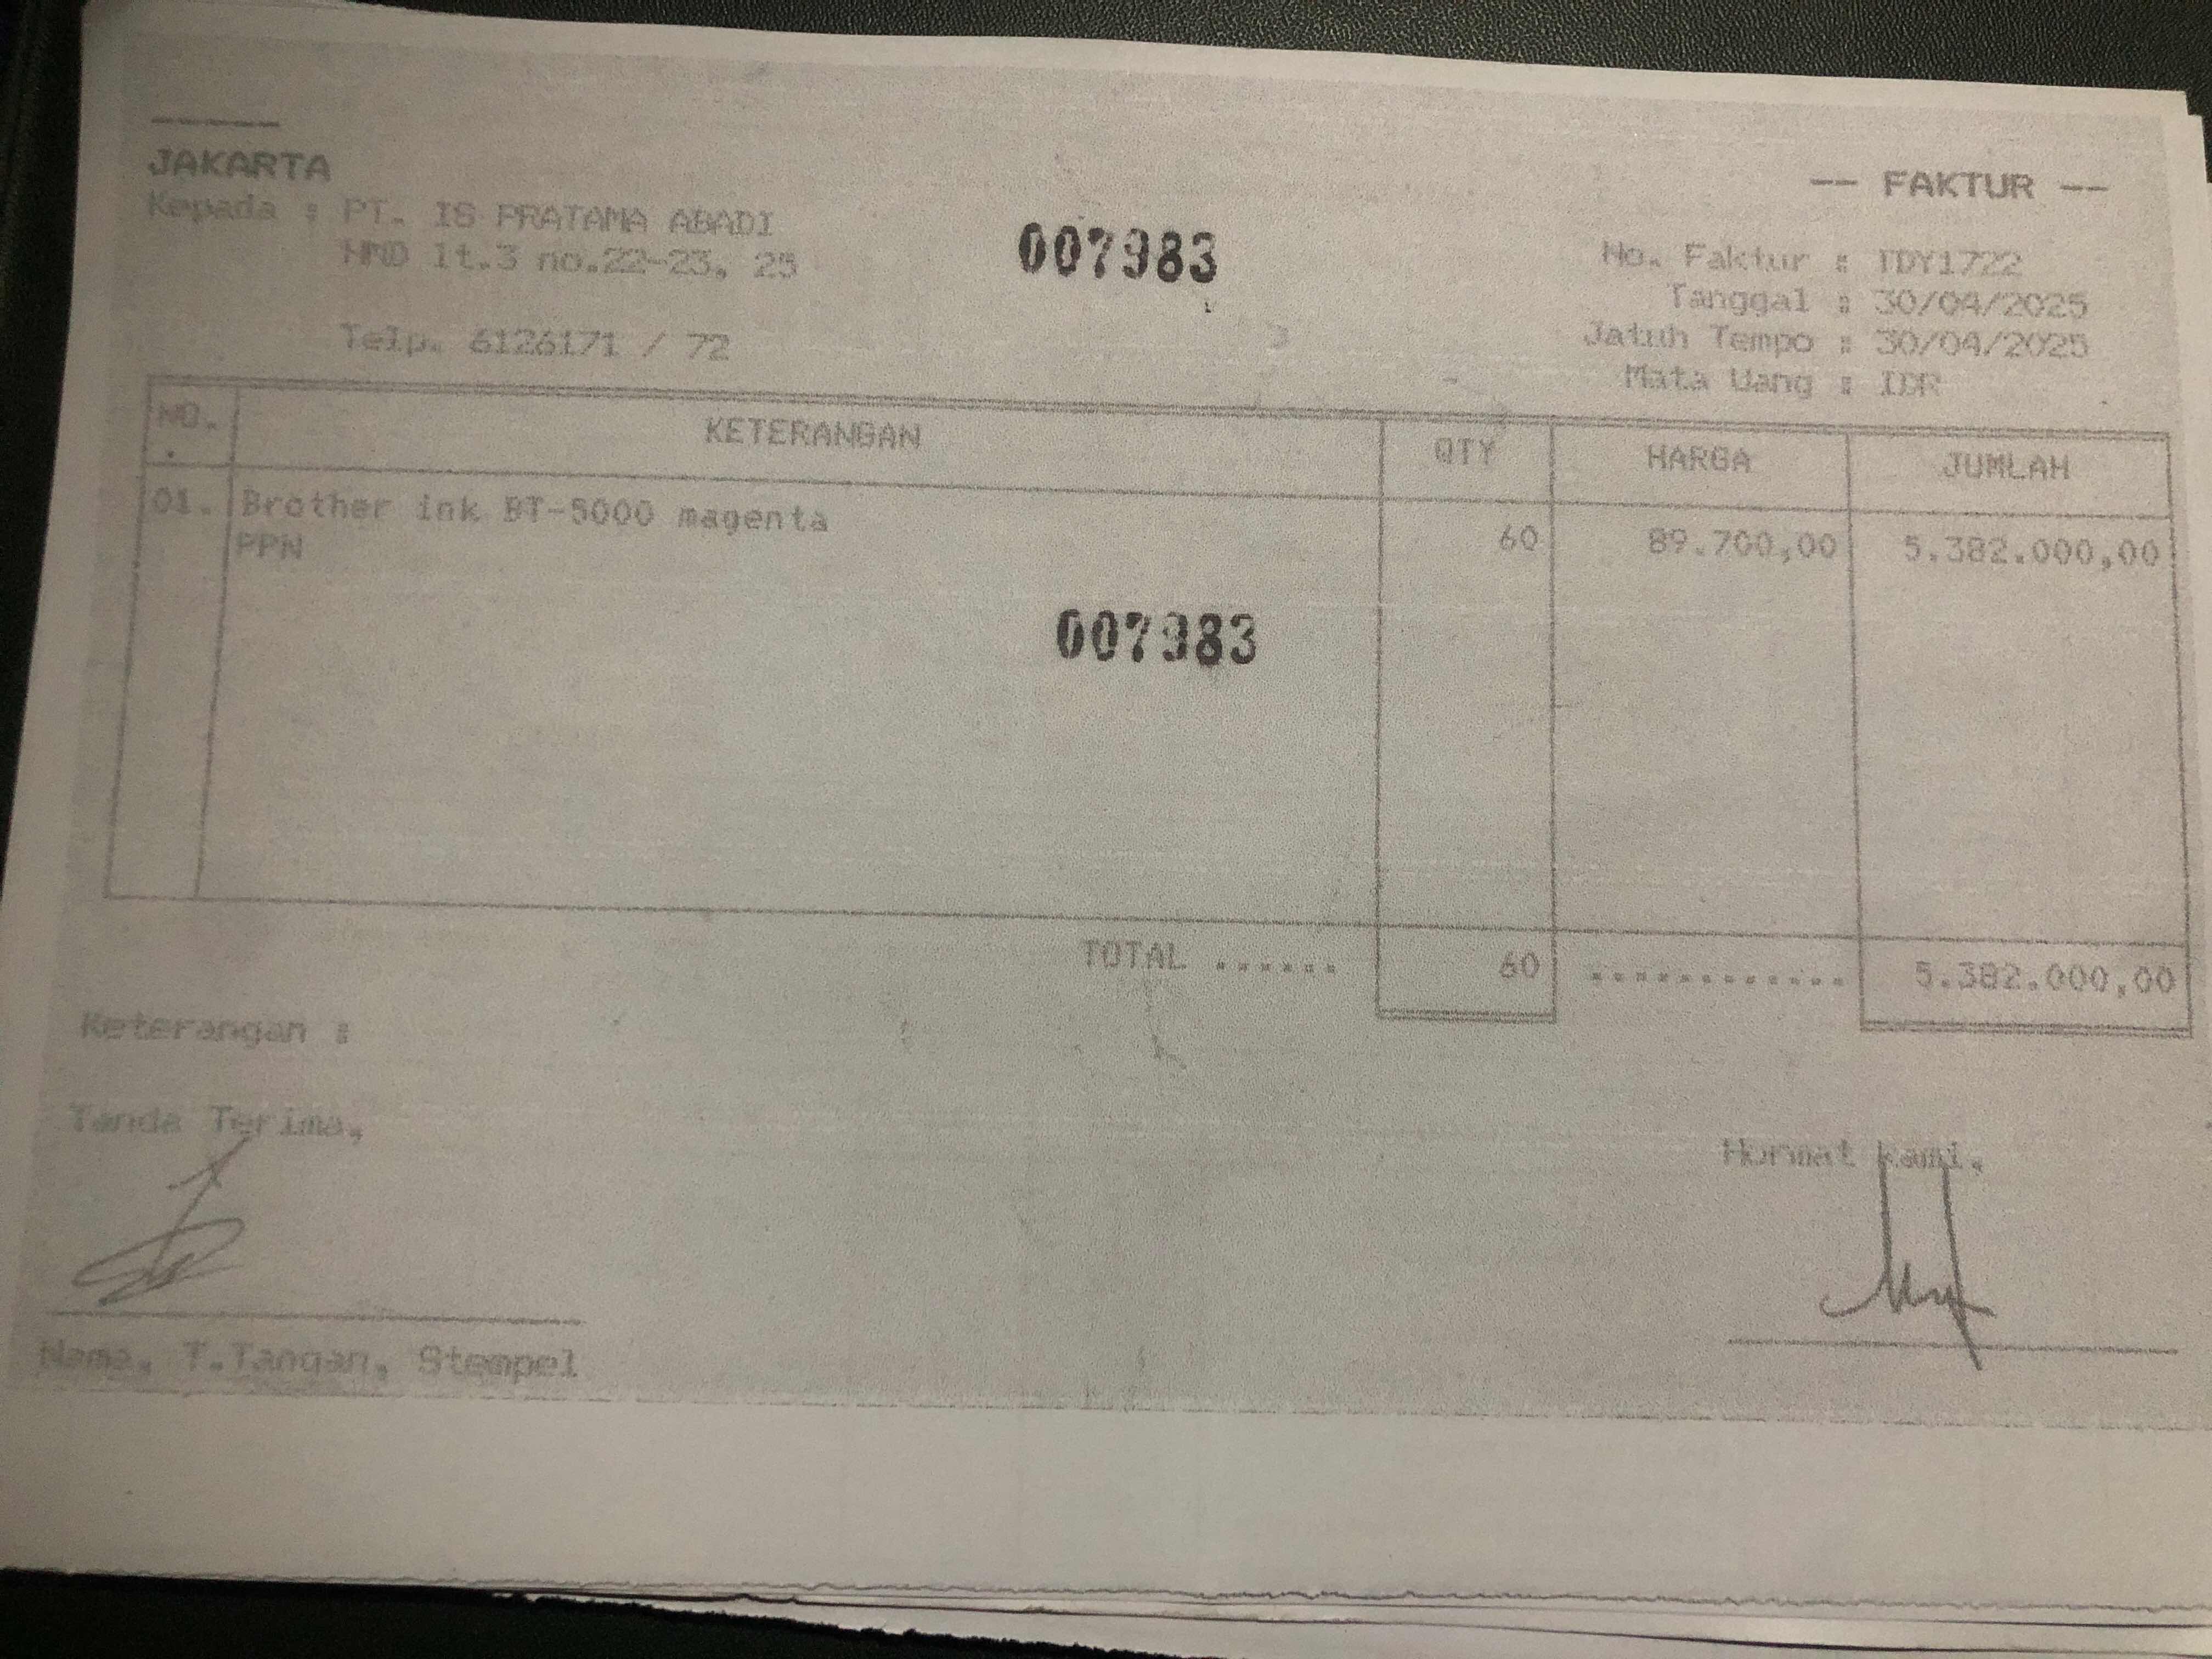 JAKARTA
-- FAKTUR --
Kepada : PT. IS PRATAMA ABADI
HMD lt.3 no.22-23, 25
Telp. 6126171 / 72
007983
No. Faktur : TDY1722
Tanggal : 30/04/2025
Jatuh Tempo : 30/04/2025
Mata Uang : IDR
NO. KETERANGAN QTY HARGA JUMLAH
01. Brother ink BT-5000 magenta 60 89.700,00 5.382.000,00
PPN
007983
TOTAL ...... 60 ............ 5.382.000,00
Keterangan :
Tanda Terima,
Hormat kami,
Nama, T.Tangan, Stempel